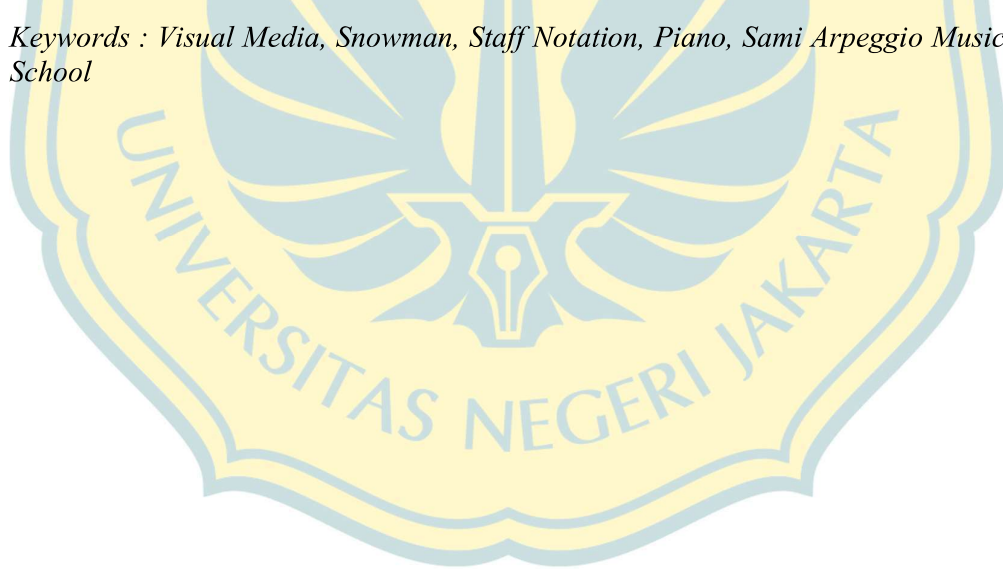 Keywords : Visual Media, Snowman, Staff Notation, Piano, Sami Arpeggio Music
School
UNIVERSITAS NEGERI JAKARTA